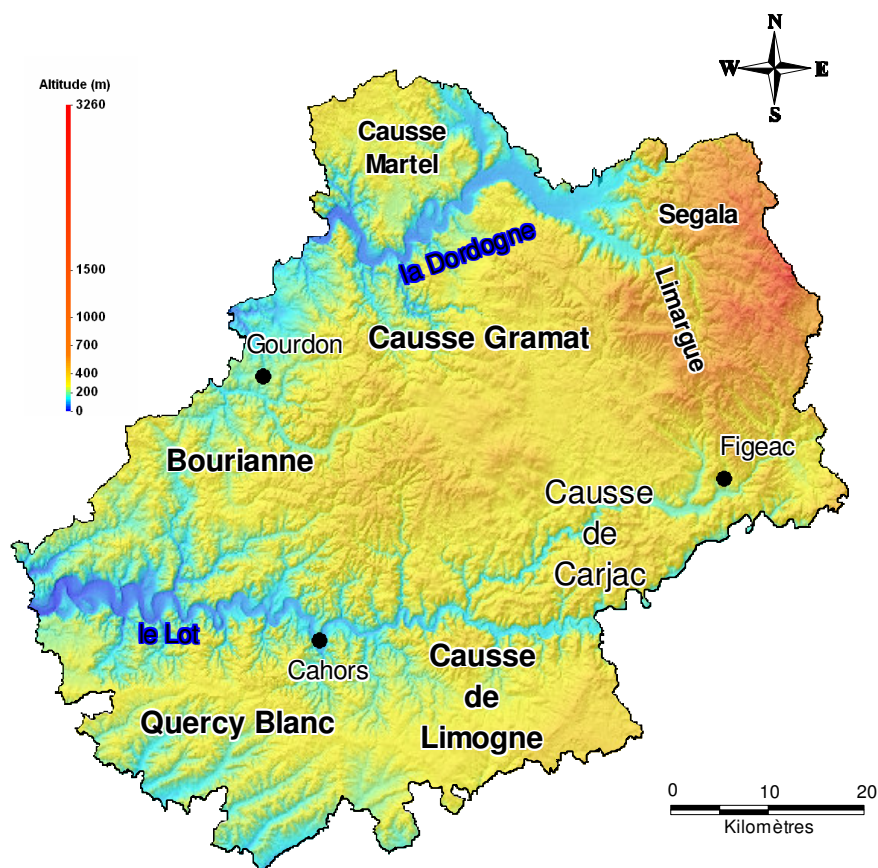 N
W E
S
Altitude (m)
3260
1500
1000
700
400
200
0
Causse
Martel
Segala
la Dordogne
Limargue
Causse Gramat
Gourdon
Bourianne
Figeac
Causse
de
Carjac
le Lot
Cahors
Causse
de
Limogne
Quercy Blanc
0 10 20
Kilomètres